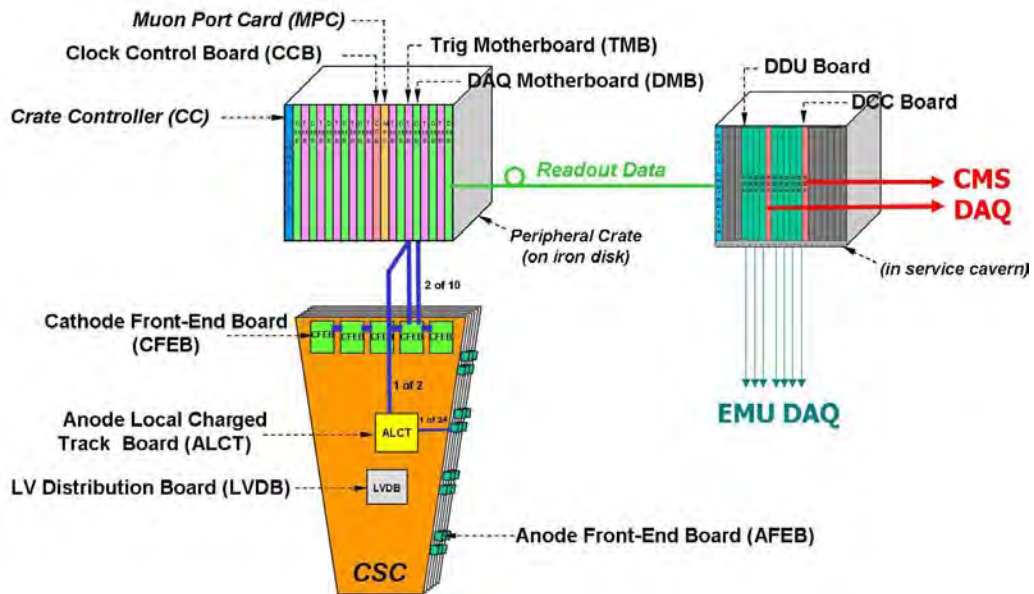 Muon Port Card (MPC)
Clock Control Board (CCB)
Trig Motherboard (TMB)
DAQ Motherboard (DMB)
Crate Controller (CC)
DDU Board
DCC Board
Readout Data
CMS
DAQ
Peripheral Crate
(on iron disk)
(in service cavern)
2 of 10
Cathode Front-End Board
(CFEB)
CFEB CFEB CFEB CFEB CFEB
1 of 2
EMU DAQ
Anode Local Charged
Track Board (ALCT)
ALCT
1 of 24
LV Distribution Board (LVDB)
LVDB
Anode Front-End Board (AFEB)
CSC